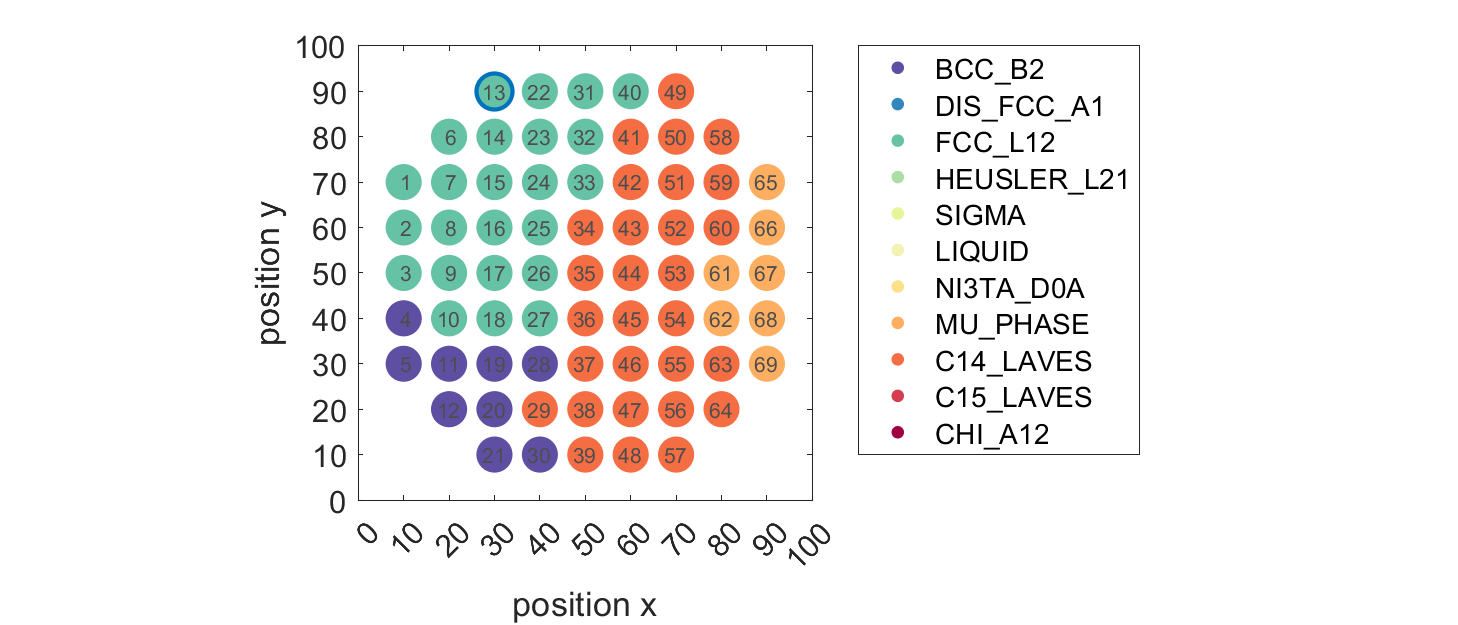 100
90
80
70
60
50
40
30
20
10
0
position y
13 22 31 40 49
6 14 23 32 41 50 58
1 7 15 24 33 42 51 59 65
2 8 16 25 34 43 52 60 66
3 9 17 26 35 44 53 61 67
4 10 18 27 36 45 54 62 68
5 11 19 28 37 46 55 63 69
12 20 29 38 47 56 64
21 30 39 48 57
0 10 20 30 40 50 60 70 80 90 100
position x
BCC_B2
DIS_FCC_A1
FCC_L12
HEUSLER_L21
SIGMA
LIQUID
NI3TA_D0A
MU_PHASE
C14_LAVES
C15_LAVES
CHI_A12